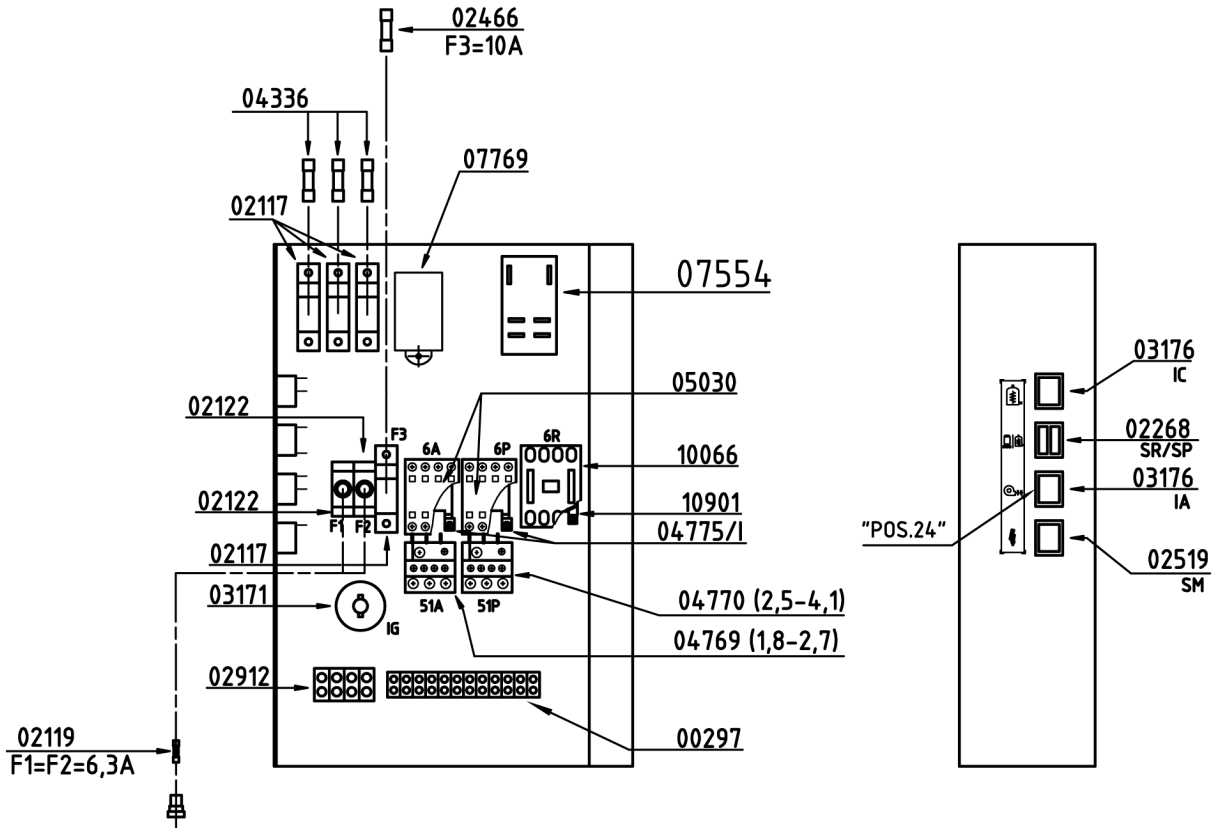 02466
F3=10A
04336
07769
02117
07554
03176
IC
05030
02122
F3
6A
6P
6R
02268
SR/SP
10066
03176
IA
02122
10901
F1
F2
04775/I
"POS.24"
02117
02519
SM
03171
51A
51P
04770 (2,5-4,1)
IG
04769 (1,8-2,7)
02912
02119
F1=F2=6,3A
00297